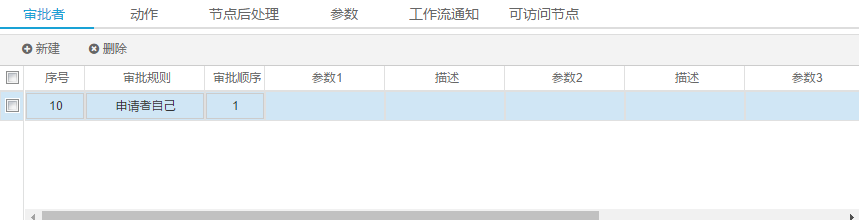 审批者 动作 节点后处理 参数 工作流通知 可访问节点
新建 删除
序号 审批规则 审批顺序 参数1 描述 参数2 描述 参数3
10 申请者自己 1